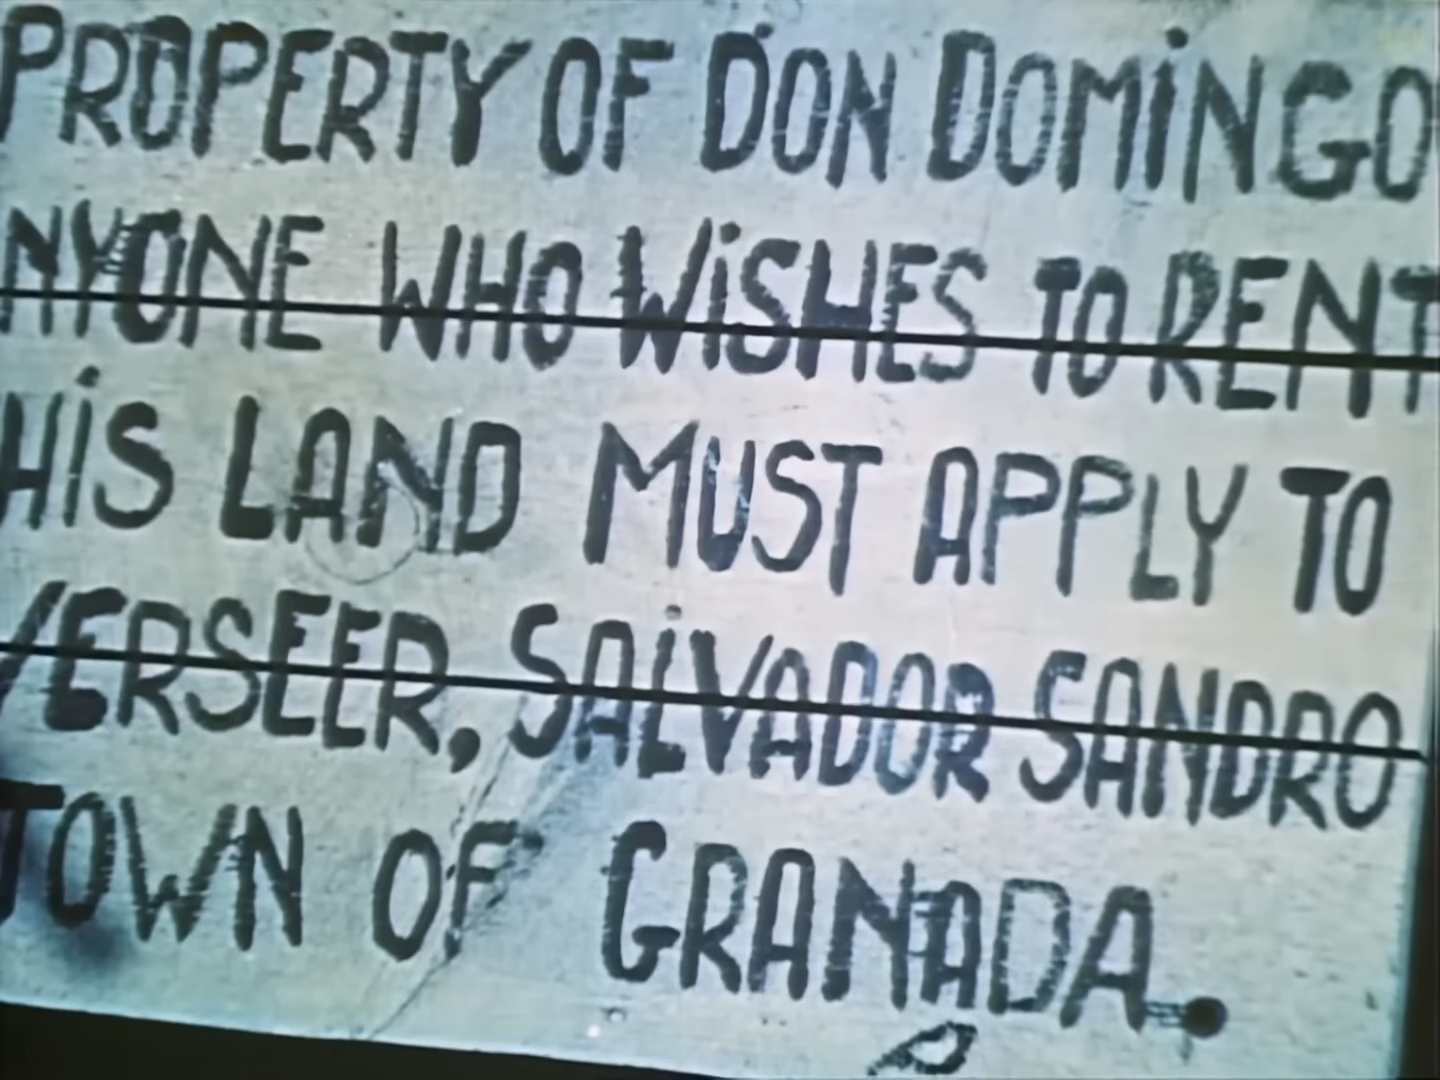 PROPERTY OF DON DOMINGO
NYONE WHO WISHES TO RENT
HIS LAND MUST APPLY TO
VERSEER, SALVADOR SANDRO
TOWN OF GRANADA.